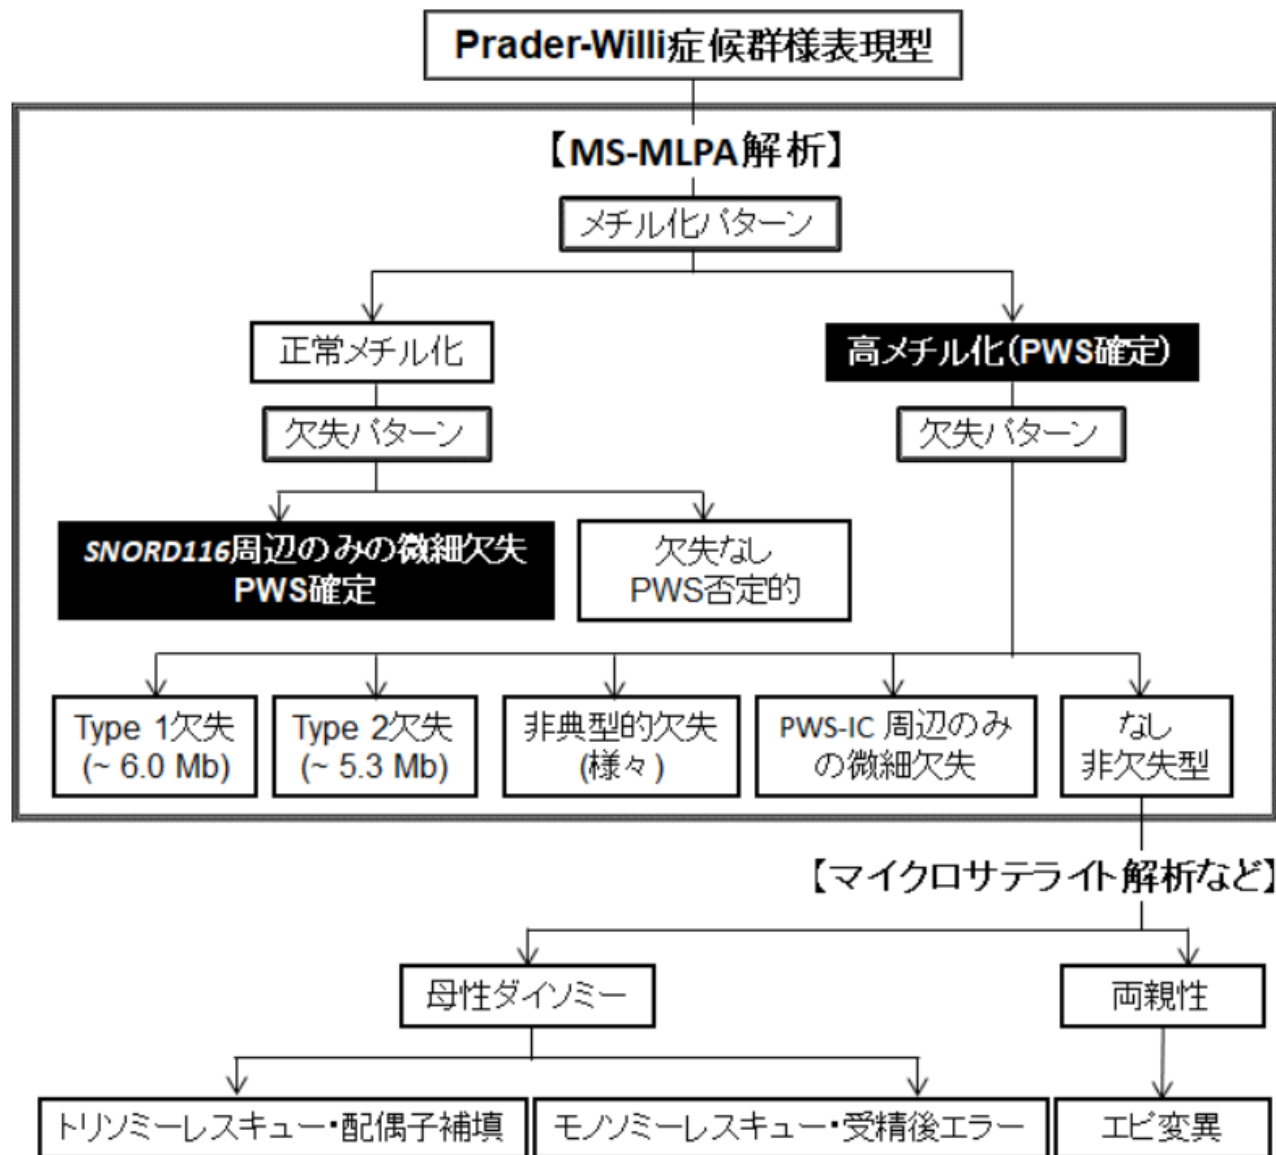 Prader-Willi症候群様表現型
【MS-MLPA解析】
メチル化パターン
正常メチル化
高メチル化(PWS確定)
欠失パターン
欠失パターン
SNORD116周辺のみの微細欠失
PWS確定
欠失なし
PWS否定的
Type 1欠失
(~ 6.0 Mb)
Type 2欠失
(~ 5.3 Mb)
非典型的欠失
(様々)
PWS-IC 周辺のみ
の微細欠失
なし
非欠失型
【マイクロサテライト解析など】
母性ダイソミー
両親性
トリソミーレスキュー・配偶子補填
モノソミーレスキュー・受精後エラー
エピ変異